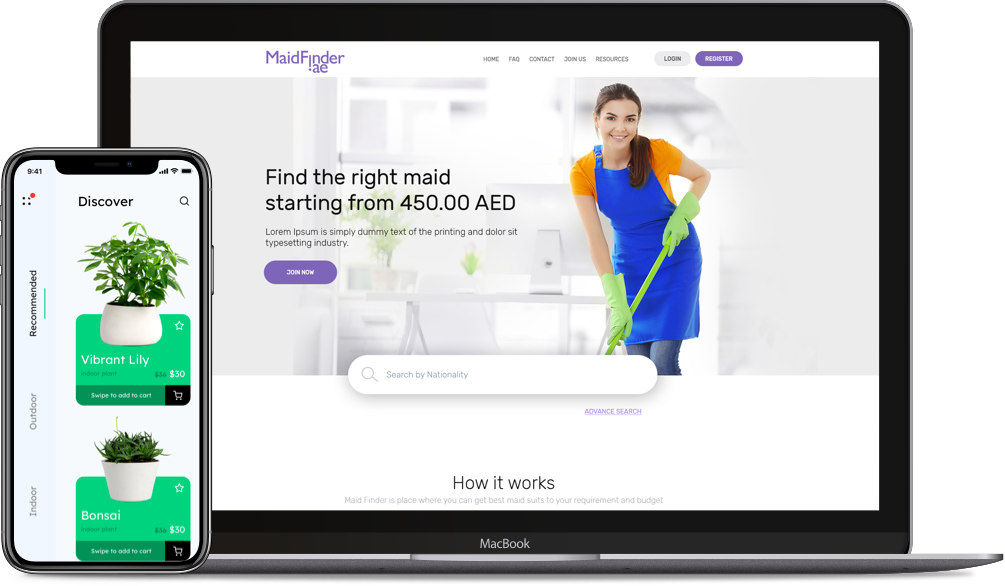 MaidFinder
.ae
HOME FAQ CONTACT JOIN US RESOURCES LOGIN REGISTER
Find the right maid
starting from 450.00 AED
Lorem Ipsum is simply dummy text of the printing and dolor sit
typesetting industry.
JOIN NOW
Search by Nationality
ADVANCE SEARCH
How it works
Maid Finder is place where you can get best maid suits to your requirement and budget
MacBook
9:41
Discover
Recommended
Outdoor
Indoor
Vibrant Lily
Indoor plant $36 $30
Swipe to add to cart
Bonsai
Indoor plant $36 $30
Swipe to add to cart